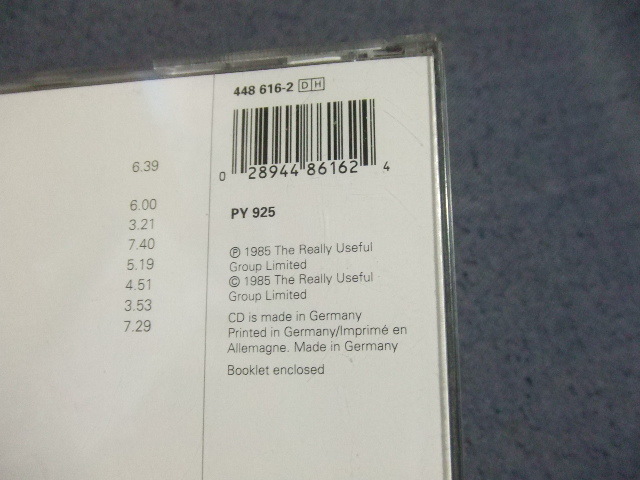 448 616-2 DH
6.39
0 28944 86162 4
6.00
3.21
7.40
5.19
4.51
3.53
7.29
PY 925
℗ 1985 The Really Useful
Group Limited
© 1985 The Really Useful
Group Limited
CD is made in Germany
Printed in Germany/Imprimé en
Allemagne. Made in Germany
Booklet enclosed